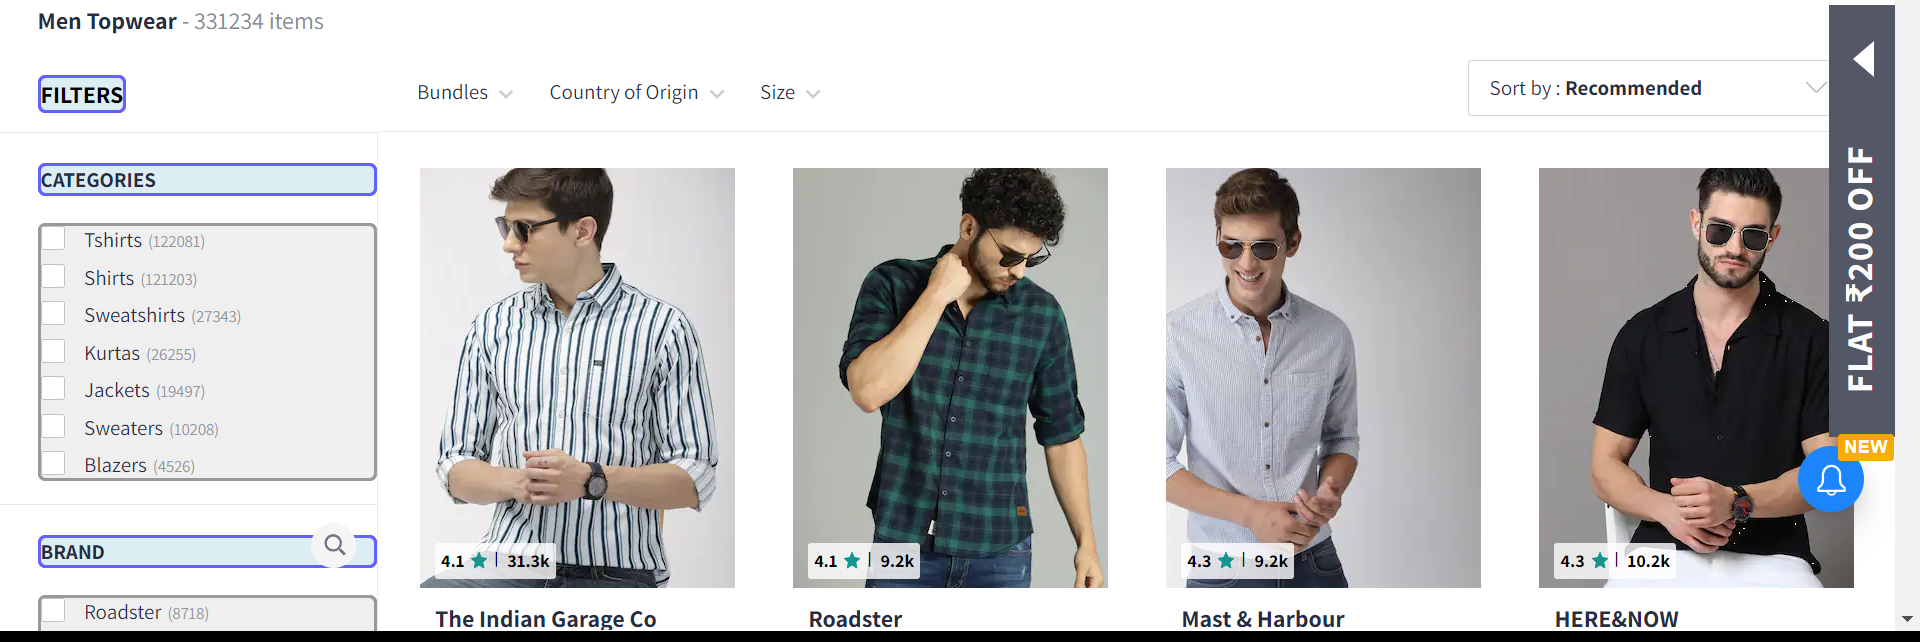 Men Topwear - 331234 items
FILTERS
Bundles
Country of Origin
Size
Sort by : Recommended
FLAT ₹200 OFF
CATEGORIES
Tshirts (122081)
Shirts (121203)
Sweatshirts (27343)
Kurtas (26255)
Jackets (19497)
Sweaters (10208)
Blazers (4526)
BRAND
Roadster (8718)
NEW
4.1 | 31.3k
4.1 | 9.2k
4.3 | 9.2k
4.3 | 10.2k
The Indian Garage Co
Roadster
Mast & Harbour
HERE&NOW